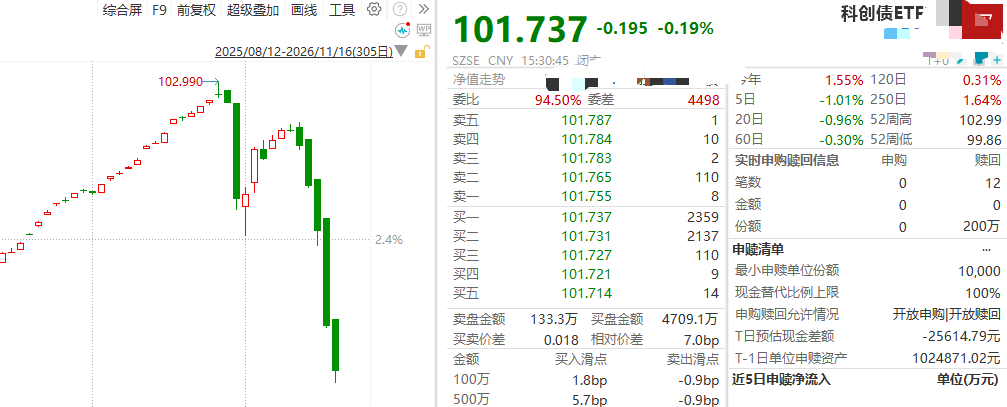 综合屏 F9 前复权 超级叠加 画线 工具
2025/08/12-2026/11/16(305日)
102.990
2.4%
101.737 -0.195 -0.19%
SZSE CNY 15:30:45
净值走势
委比 94.50% 委差 4498
卖五 101.787 1
卖四 101.784 10
卖三 101.783 2
卖二 101.765 110
卖一 101.755 8
买一 101.737 2359
买二 101.731 2137
买三 101.727 110
买四 101.721 9
买五 101.714 14
卖盘金额 133.3万 买盘金额 4709.1万
买卖价差 0.018 相对价差 7.0bp
金额 买入滑点 卖出滑点
100万 1.8bp -0.9bp
500万 5.7bp -0.9bp
科创债ETF
T+0
年 1.55% 120日 0.31%
5日 -1.01% 250日 1.64%
20日 -0.96% 52周高 102.99
60日 -0.30% 52周低 99.86
实时申购赎回信息 申购 赎回
笔数 0 12
金额 0 0
份额 0 200万
申赎清单 ...
最小申赎单位份额 10,000
现金替代比例上限 100%
申购赎回允许情况 开放申购|开放赎回
T日预估现金差额 -25614.79元
T-1日单位申赎资产 1024871.02元
近5日申赎净流入 单位(万元)